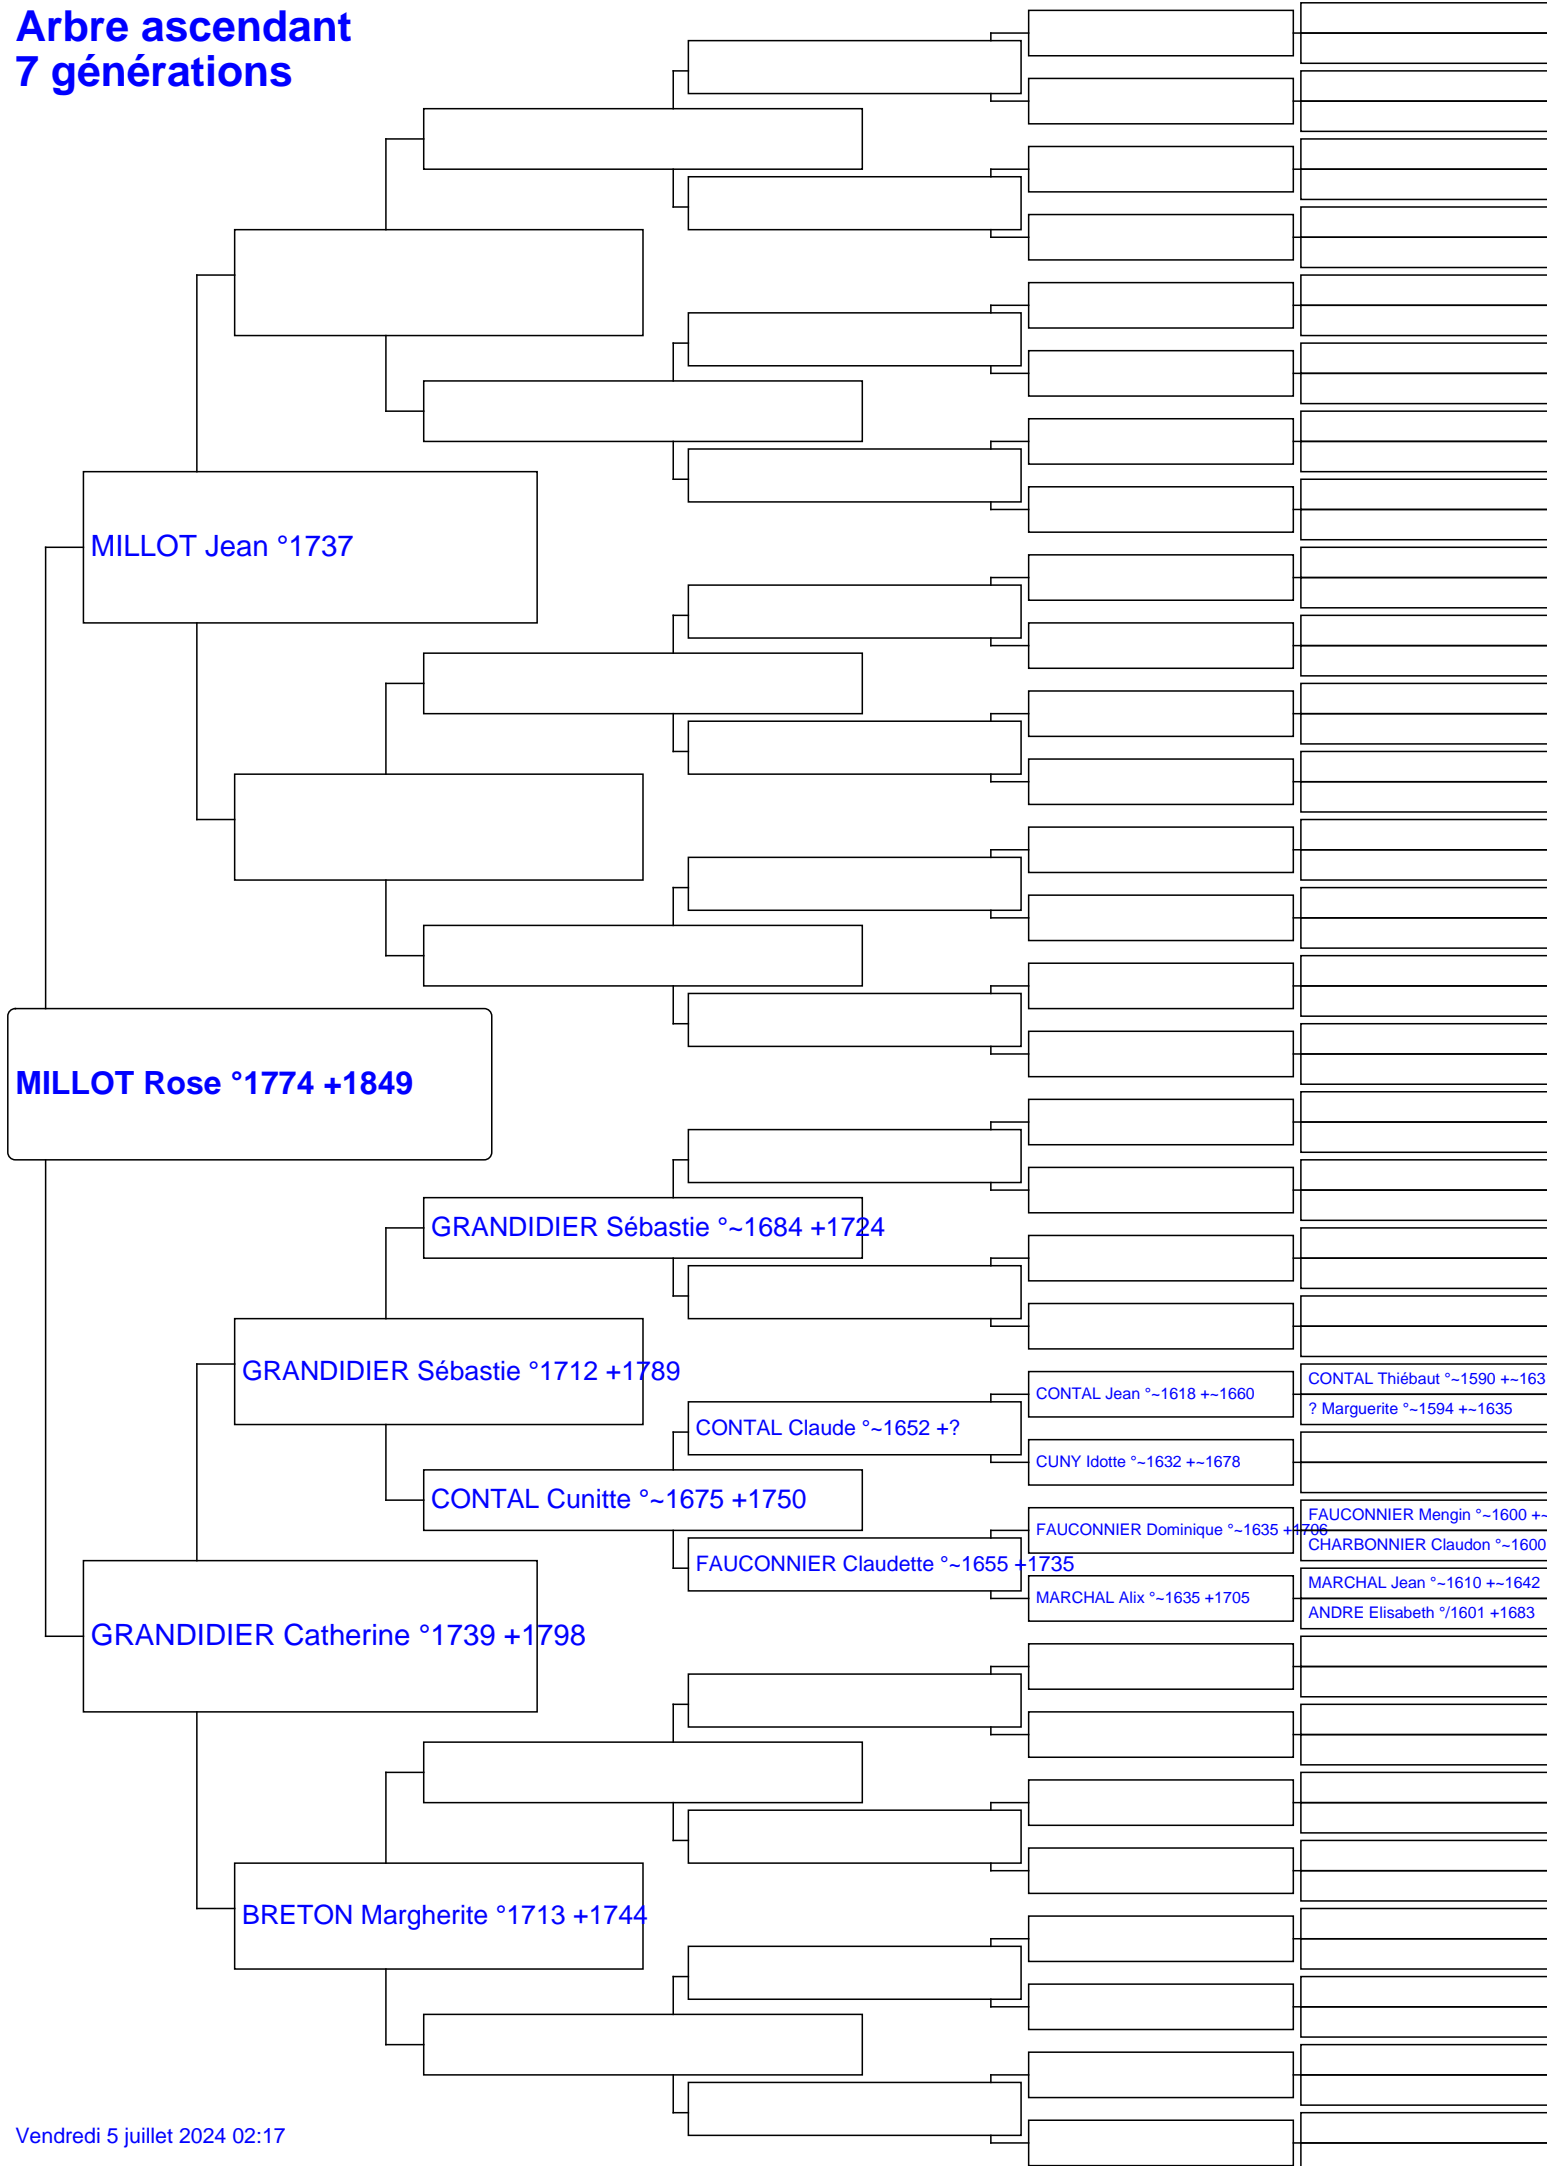 Arbre ascendant
7 générations
MILLOT Jean °1737
MILLOT Rose °1774 +1849
GRANDIDIER Sébastie °~1684 +1724
GRANDIDIER Sébastie °1712 +1789
CONTAL Thiébaut °~1590 +~163
CONTAL Jean °~1618 +~1660
? Marguerite °~1594 +~1635
CONTAL Claude °~1652 +?
CUNY Idotte °~1632 +~1678
CONTAL Cunitte °~1675 +1750
FAUCONNIER Mengin °~1600 +~
FAUCONNIER Dominique °~1635 +1706
CHARBONNIER Claudon °~1600
FAUCONNIER Claudette °~1655 +1735
MARCHAL Jean °~1610 +~1642
MARCHAL Alix °~1635 +1705
ANDRE Elisabeth °/1601 +1683
GRANDIDIER Catherine °1739 +1798
BRETON Margherite °1713 +1744
Vendredi 5 juillet 2024 02:17